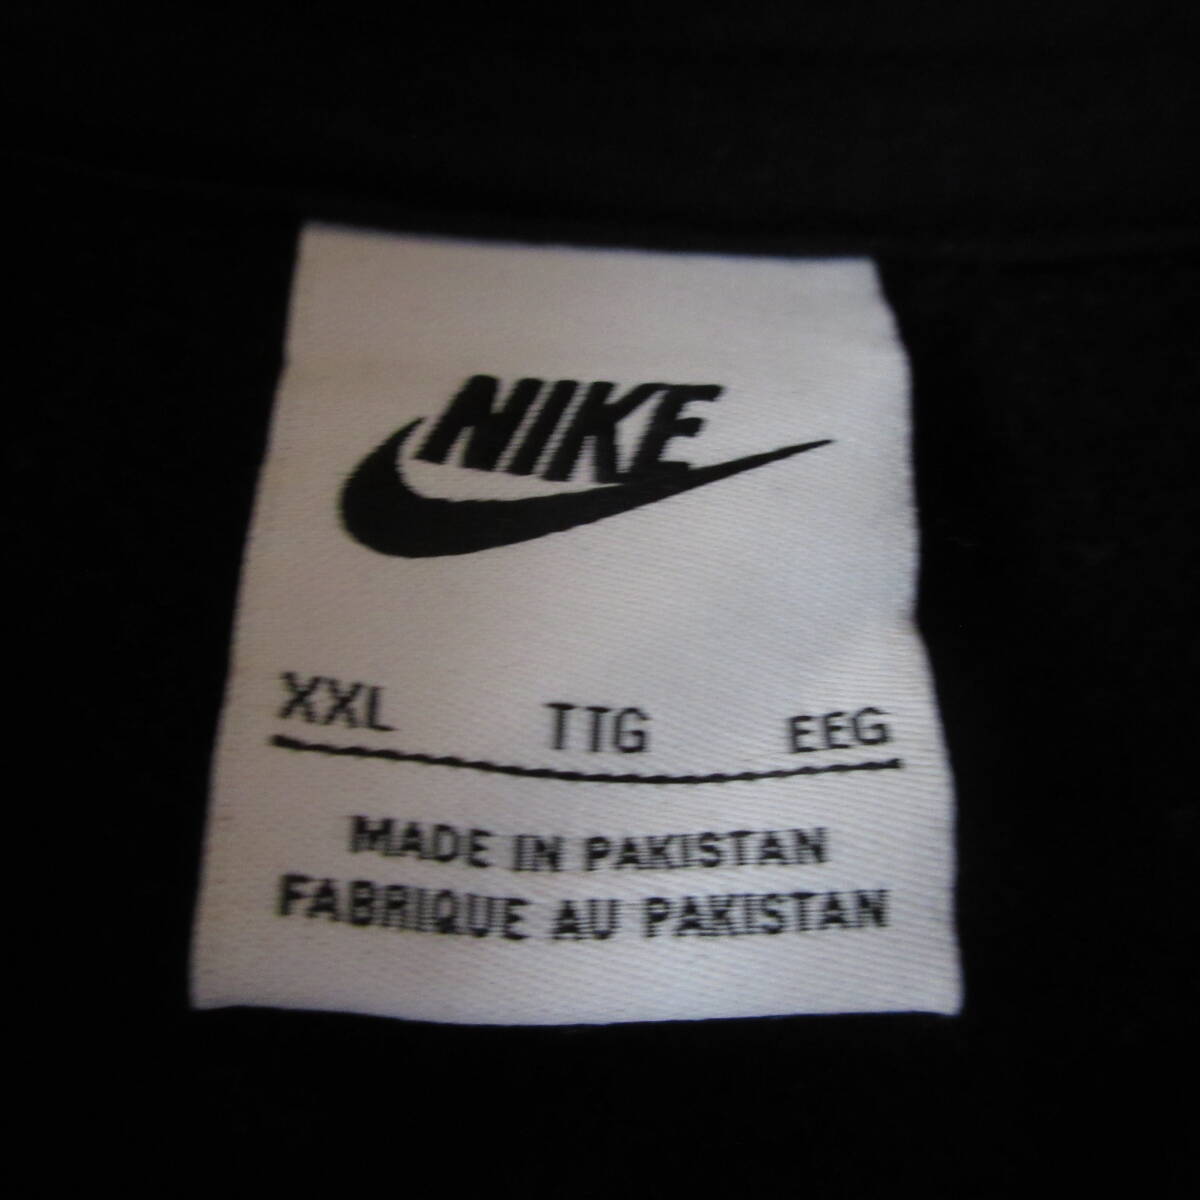 NIKE
XXL TTG EEG
MADE IN PAKISTAN
FABRIQUE AU PAKISTAN